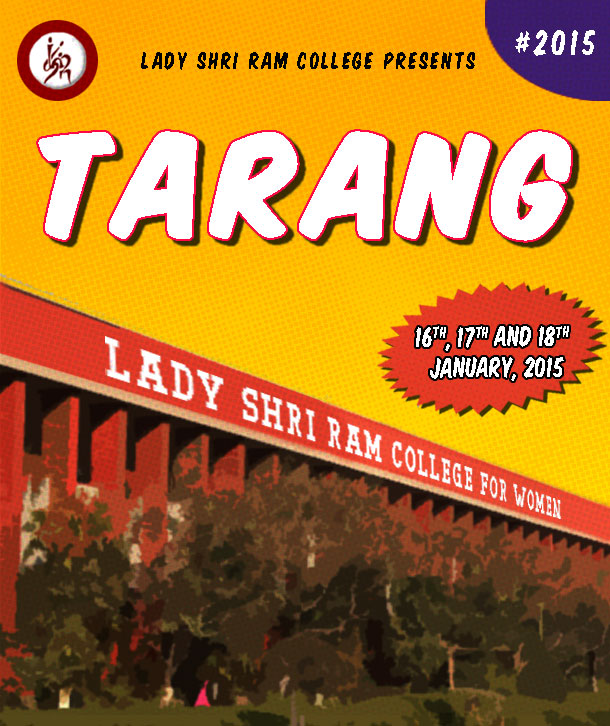 #2015
LADY SHRI RAM COLLEGE PRESENTS
TARANG
16TH, 17TH AND 18TH
JANUARY, 2015
LADY SHRI RAM COLLEGE FOR WOMEN